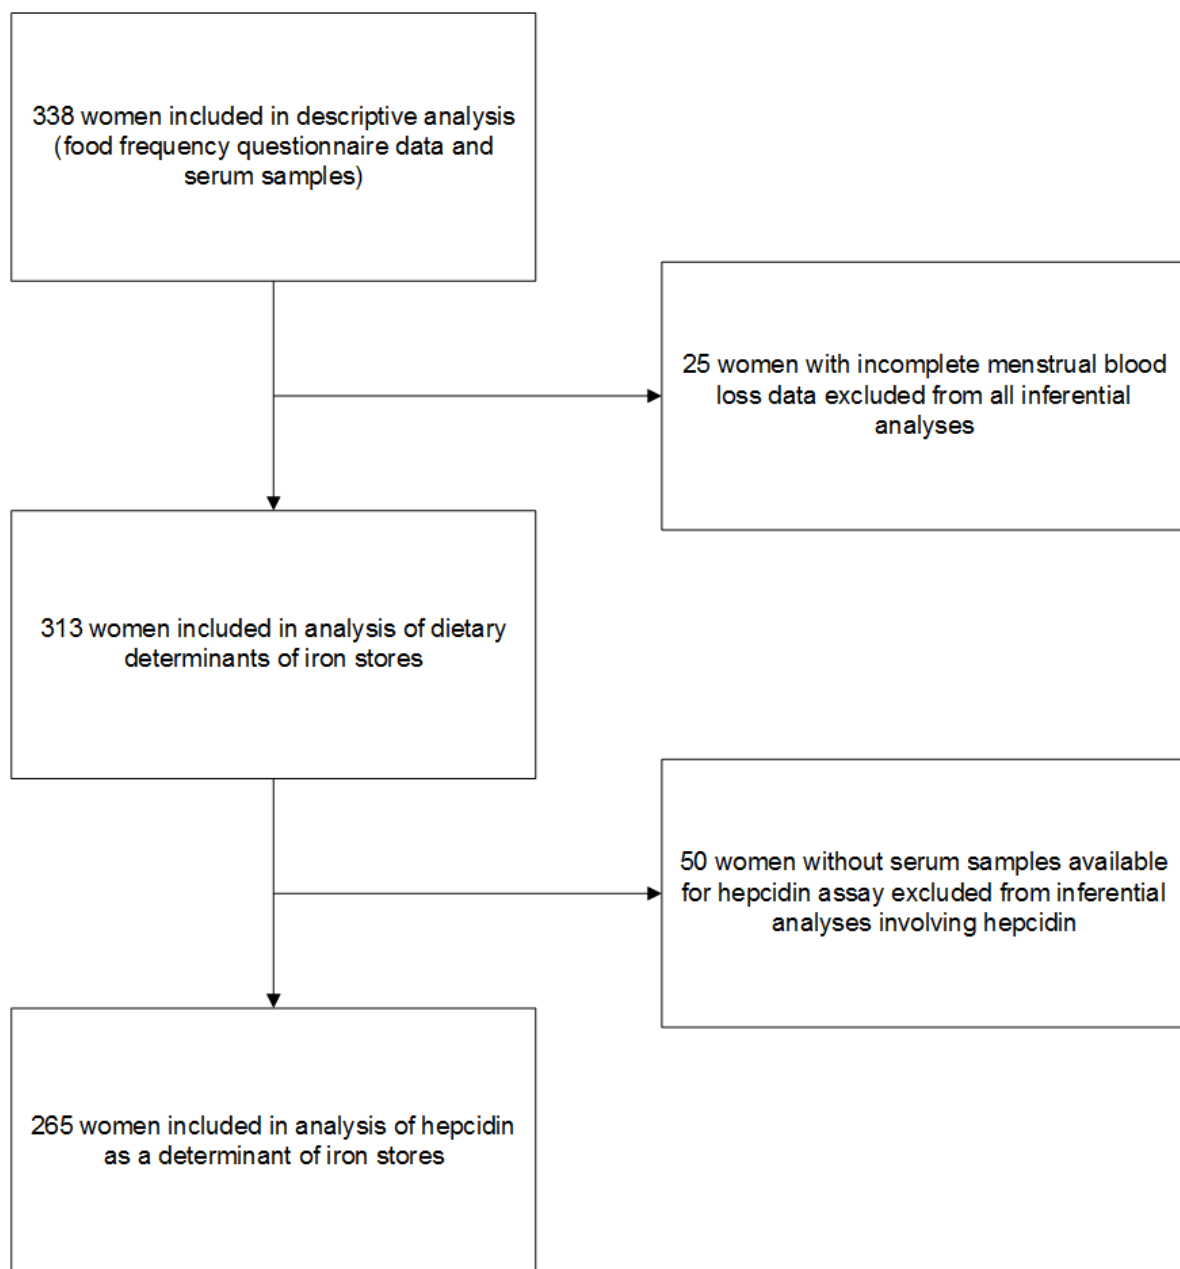 338 women included in descriptive analysis
(food frequency questionnaire data and
serum samples)
25 women with incomplete menstrual blood
loss data excluded from all inferential
analyses
313 women included in analysis of dietary
determinants of iron stores
50 women without serum samples available
for hepcidin assay excluded from inferential
analyses involving hepcidin
265 women included in analysis of hepcidin
as a determinant of iron stores